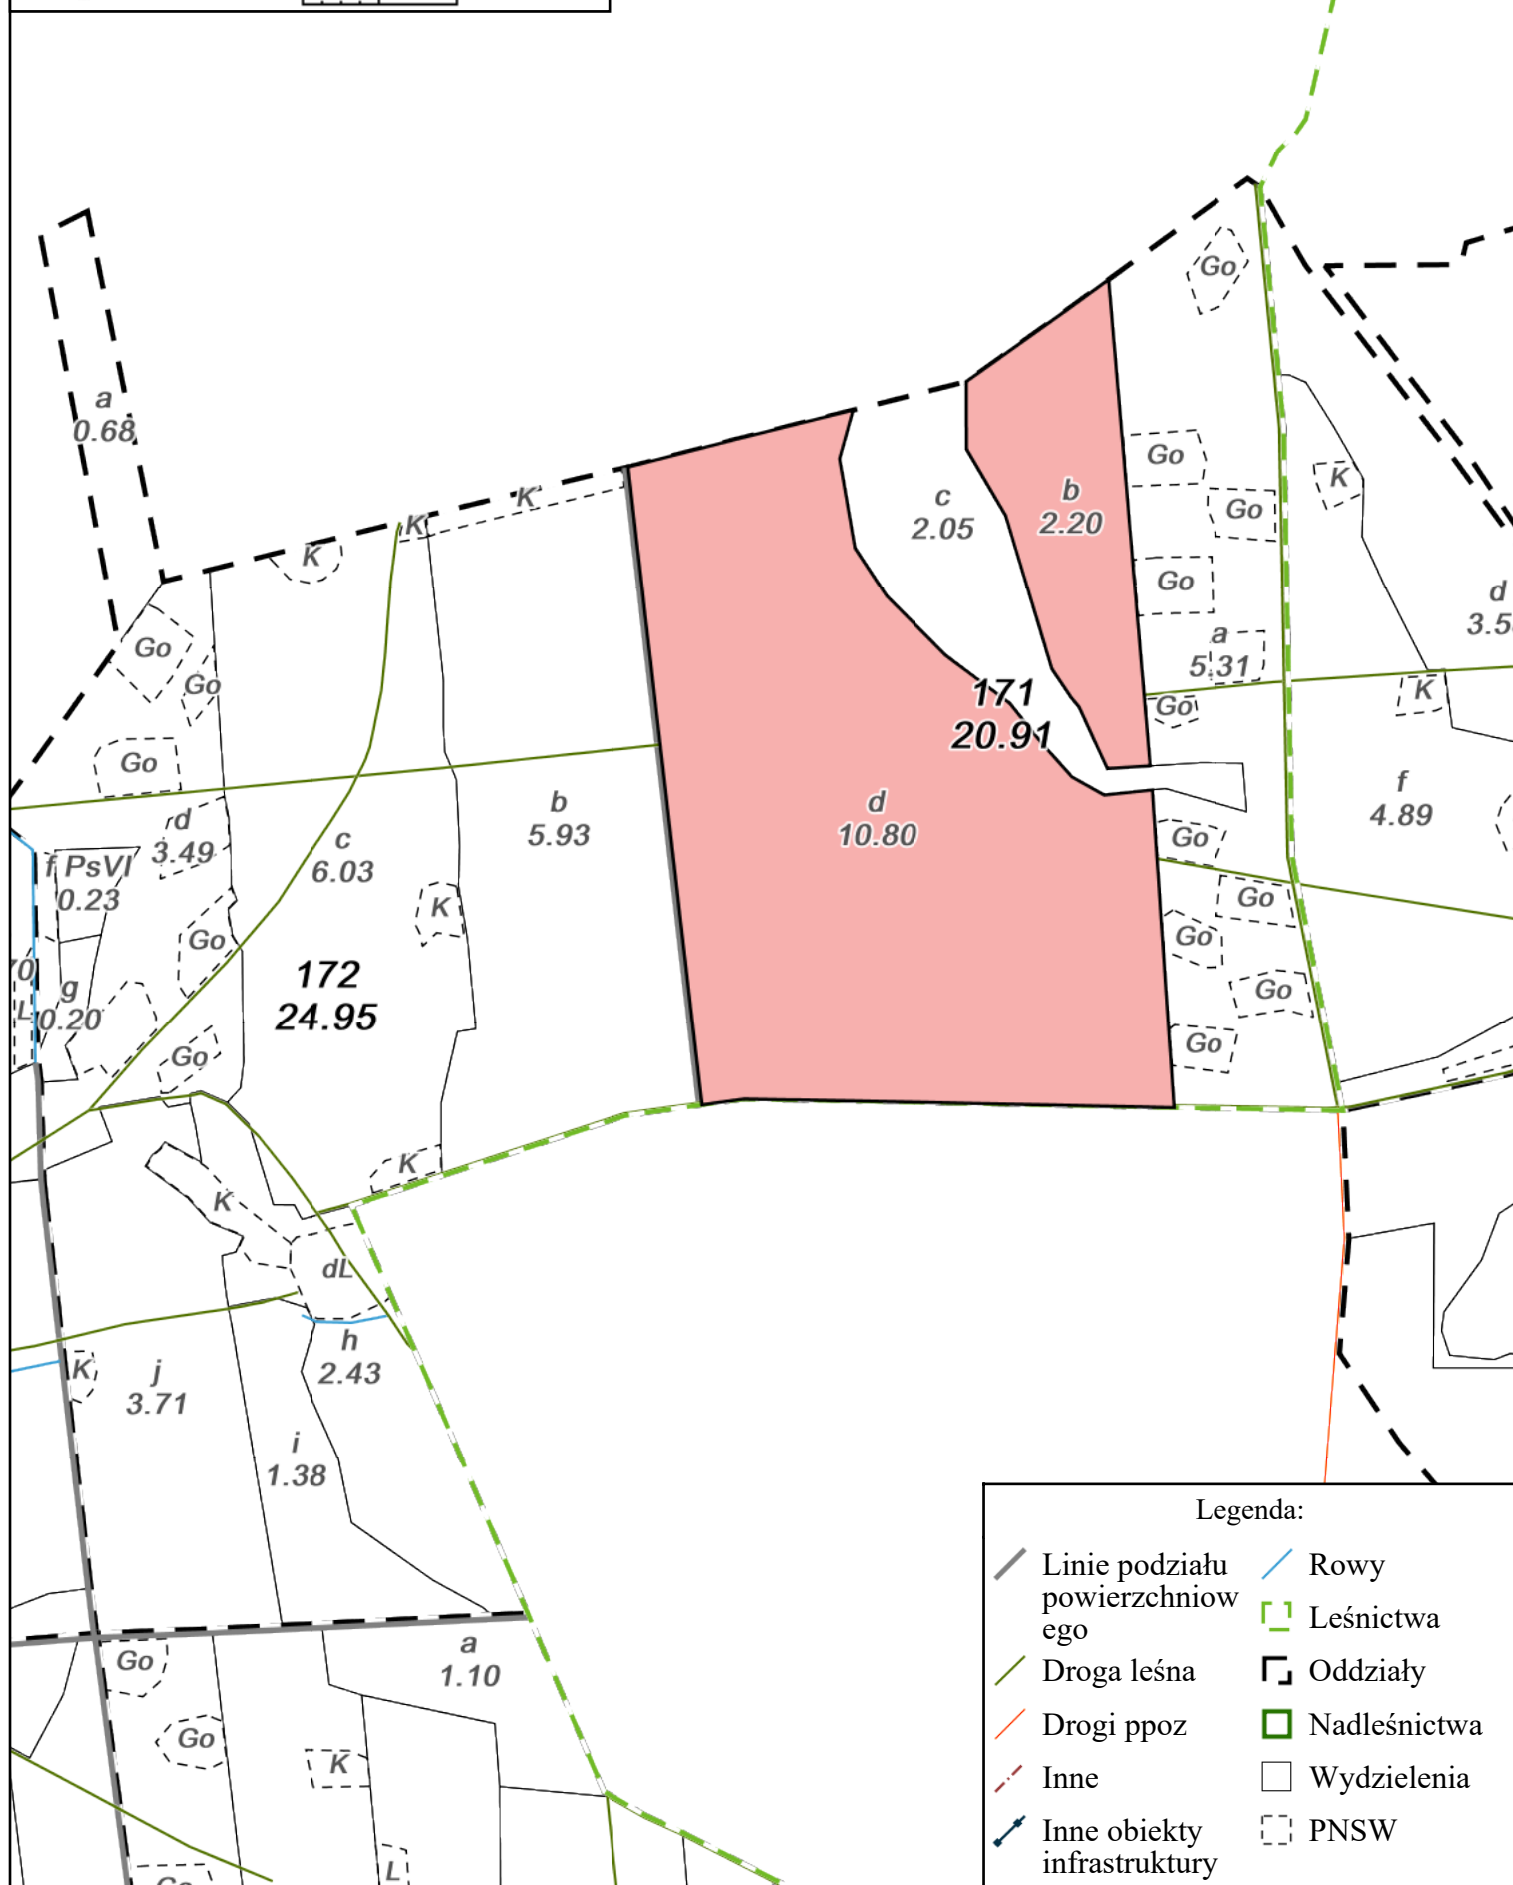 Go
a
0.68
Go
K
c
2.05
b
2.20
K
K
Go
K
K
Go
d
Go
3.5
Go
a
5.31
Go
171
20.91
K
Go
Go
b
5.93
d
10.80
f
4.89
d
3.49
c
6.03
Go
f PsVI
0.23
K
Go
Go
Go
172
24.95
70
L
g
0.20
Go
Go
Go
K
K
dL
h
2.43
K
j
3.71
i
1.38
a
1.10
Go
Go
K
L
Go
Legenda:
Linie podziału
powierzchniow
ego
Droga leśna
Drogi ppoz
Inne
Inne obiekty
infrastruktury
Rowy
Leśnictwa
Oddziały
Nadleśnictwa
Wydzielenia
PNSW